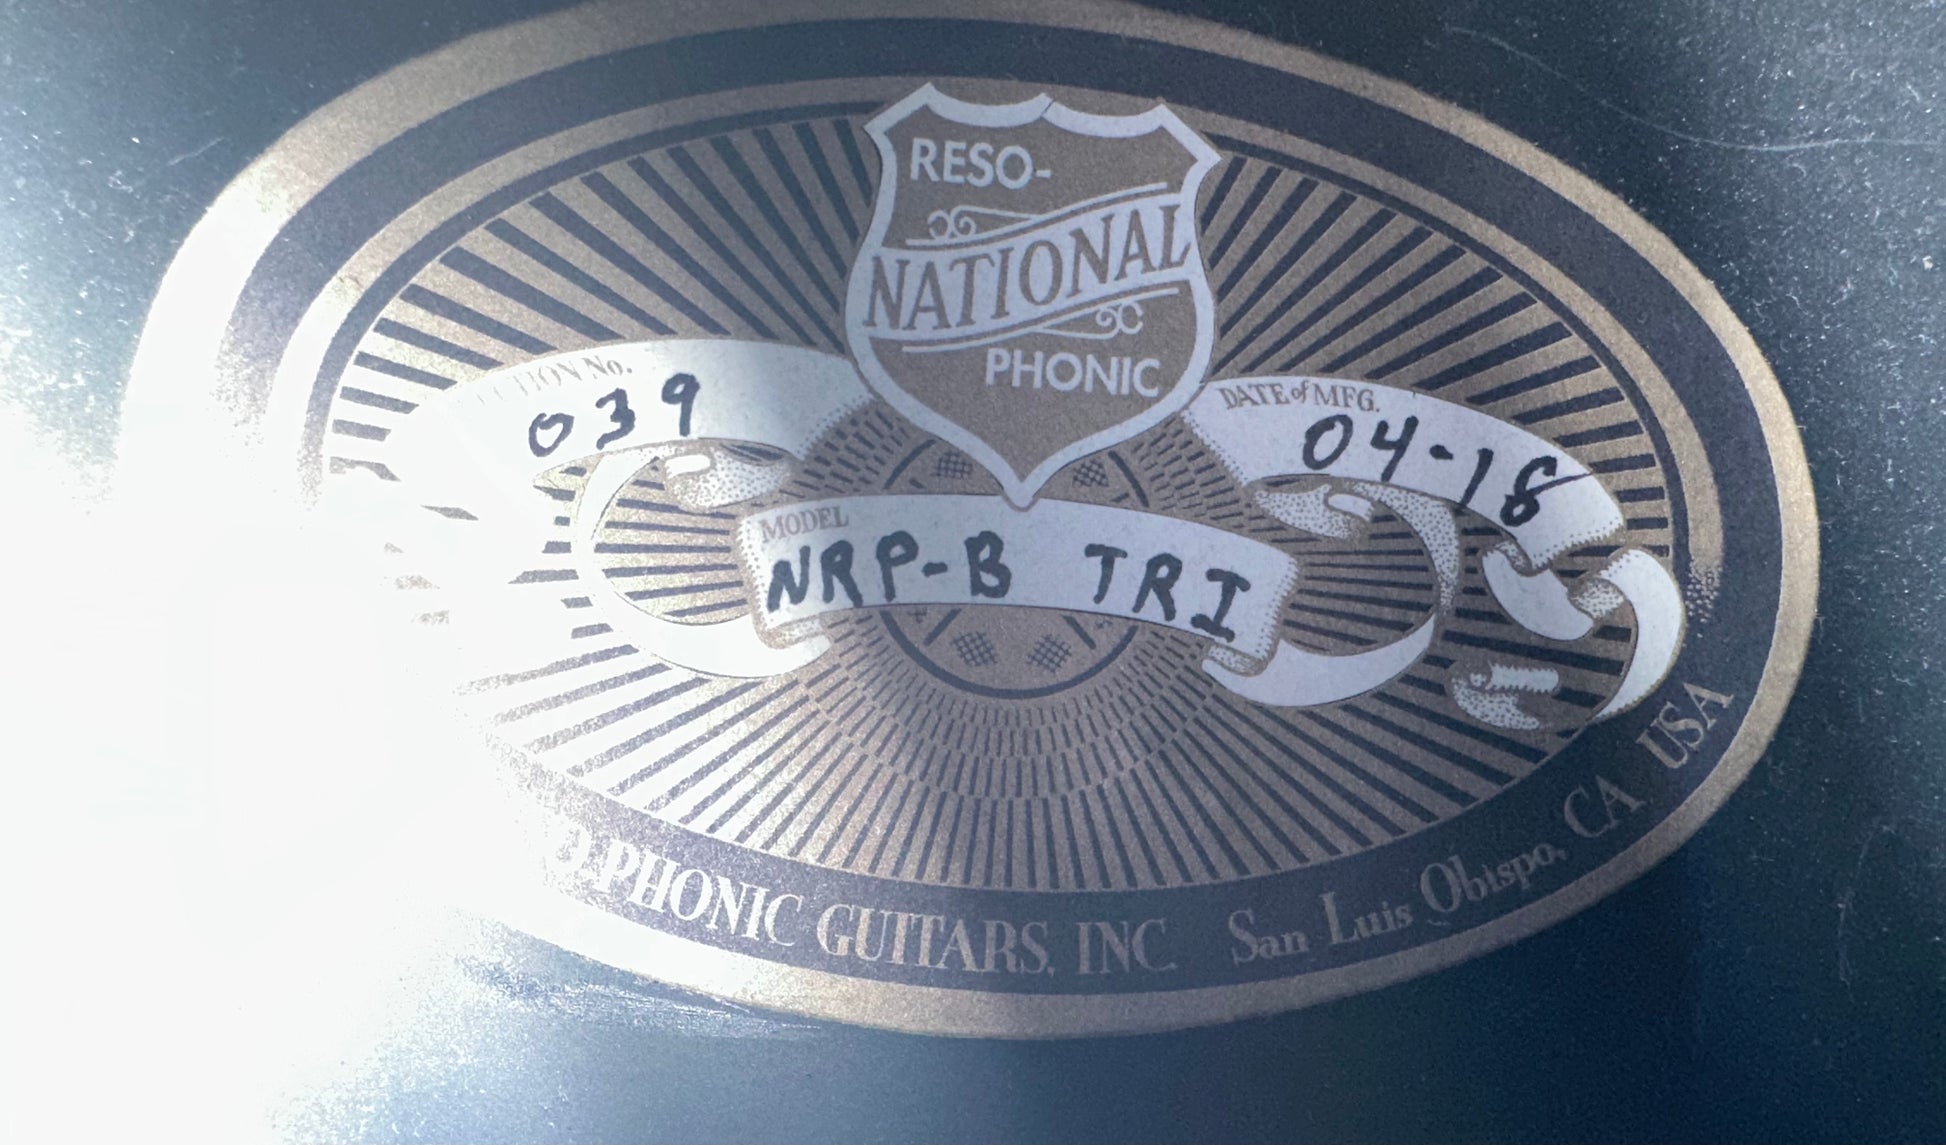 RESO-
NATIONAL
PHONIC
No.
039
DATE of MFG.
04-18
MODEL
NRP-B TRI
PHONIC GUITARS, INC. San Luis Obispo, CA USA